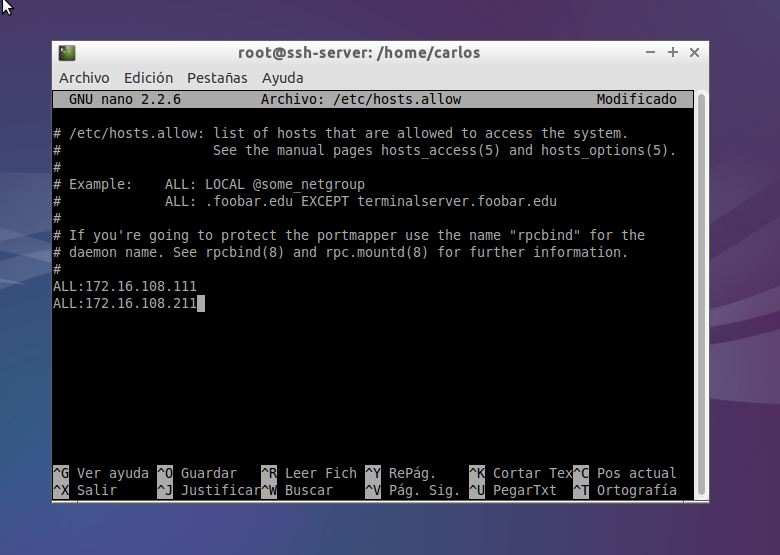 root@ssh-server: /home/carlos
Archivo Edición Pestañas Ayuda
GNU nano 2.2.6 Archivo: /etc/hosts.allow Modificado
# /etc/hosts.allow: list of hosts that are allowed to access the system.
# See the manual pages hosts_access(5) and hosts_options(5).
#
# Example: ALL: LOCAL @some_netgroup
# ALL: .foobar.edu EXCEPT terminalserver.foobar.edu
#
# If you're going to protect the portmapper use the name "rpcbind" for the
# daemon name. See rpcbind(8) and rpc.mountd(8) for further information.
#
ALL:172.16.108.111
ALL:172.16.108.211
^G Ver ayuda ^O Guardar ^R Leer Fich ^Y RePág. ^K Cortar Tex^C Pos actual
^X Salir ^J Justificar^W Buscar ^V Pág. Sig. ^U PegarTxt ^T Ortografía